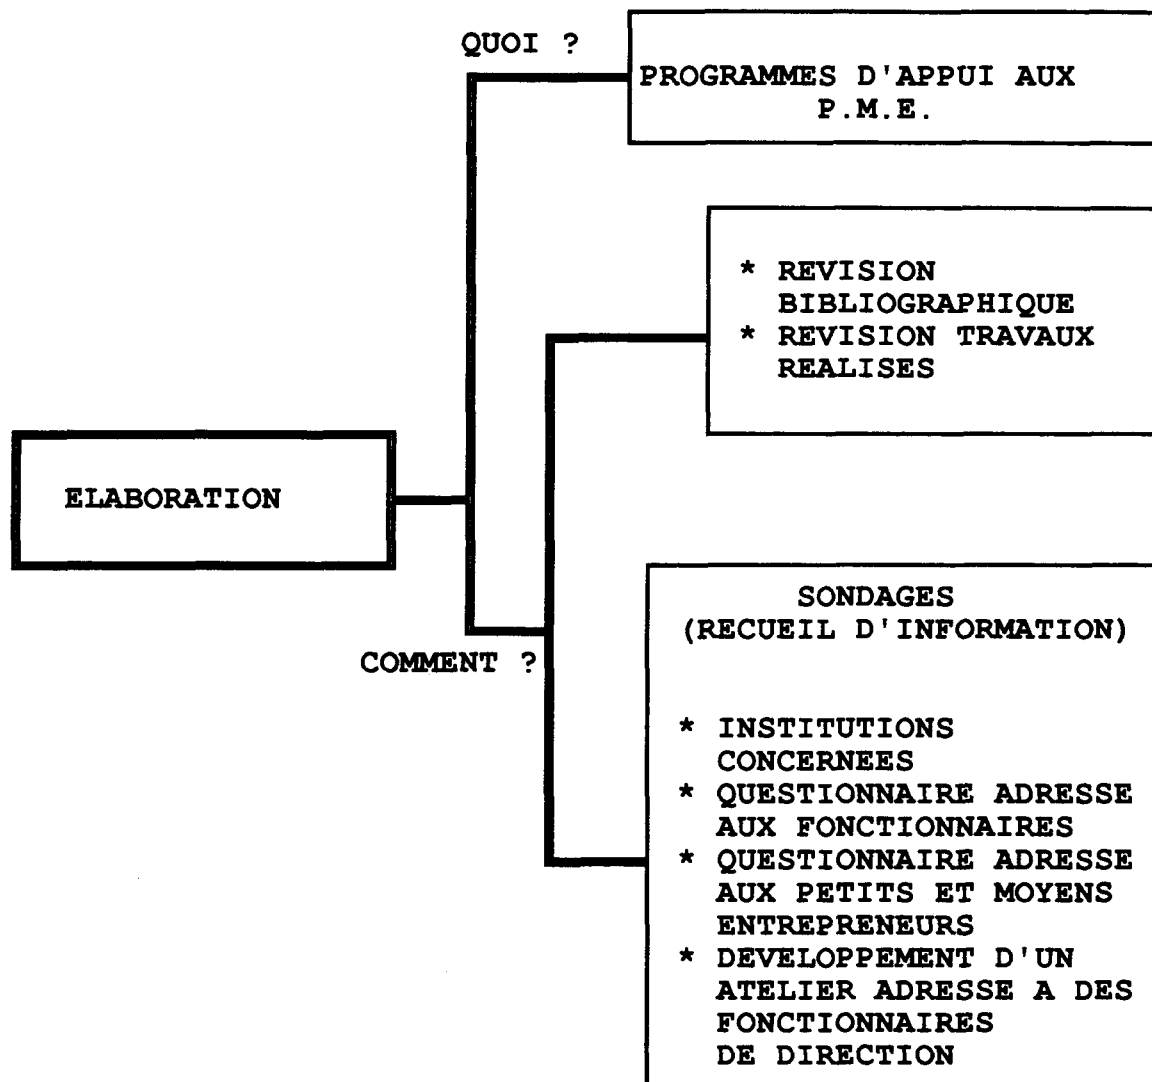 QUOI ?
PROGRAMMES D'APPUI AUX
P.M.E.
* REVISION
BIBLIOGRAPHIQUE
* REVISION TRAVAUX
REALISES
ELABORATION
COMMENT ?
SONDAGES
(RECUEIL D'INFORMATION)
* INSTITUTIONS
CONCERNEES
* QUESTIONNAIRE ADRESSE
AUX FONCTIONNAIRES
* QUESTIONNAIRE ADRESSE
AUX PETITS ET MOYENS
ENTREPRENEURS
* DEVELOPPEMENT D'UN
ATELIER ADRESSE A DES
FONCTIONNAIRES
DE DIRECTION